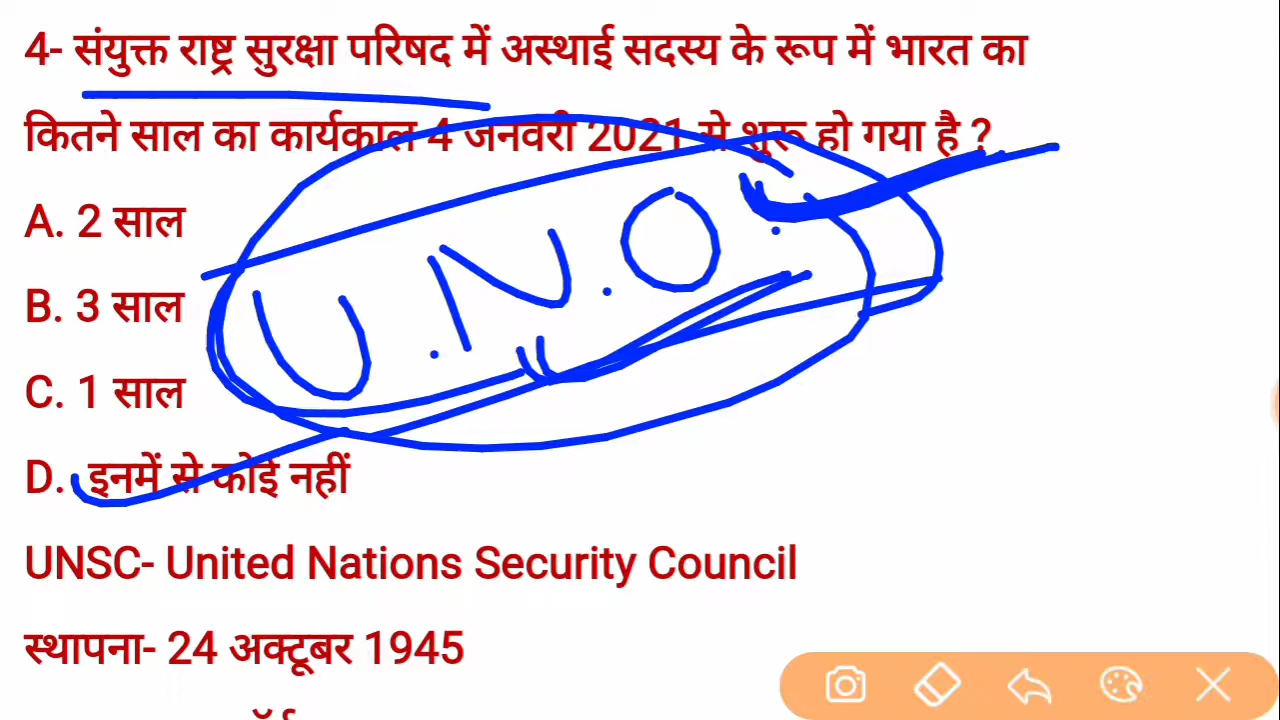 4- संयुक्त राष्ट्र सुरक्षा परिषद में अस्थाई सदस्य के रूप में भारत का
कितने साल का कार्यकाल 4 जनवरी 2021 से शुरू हो गया है ?
A. 2 साल
U.N.O.
B. 3 साल
C. 1 साल
D. इनमें से कोई नहीं
UNSC- United Nations Security Council
स्थापना- 24 अक्टूबर 1945